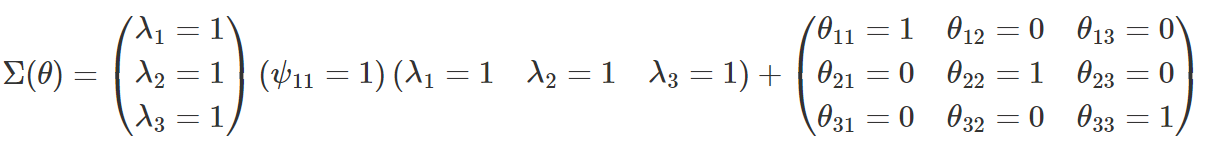 Σ(θ) = (λ₁ = 1 λ₂ = 1 λ₃ = 1) (ψ₁₁ = 1) (λ₁ = 1 λ₂ = 1 λ₃ = 1) + (θ₁₁ = 1 θ₁₂ = 0 θ₁₃ = 0
θ₂₁ = 0 θ₂₂ = 1 θ₂₃ = 0
θ₃₁ = 0 θ₃₂ = 0 θ₃₃ = 1)